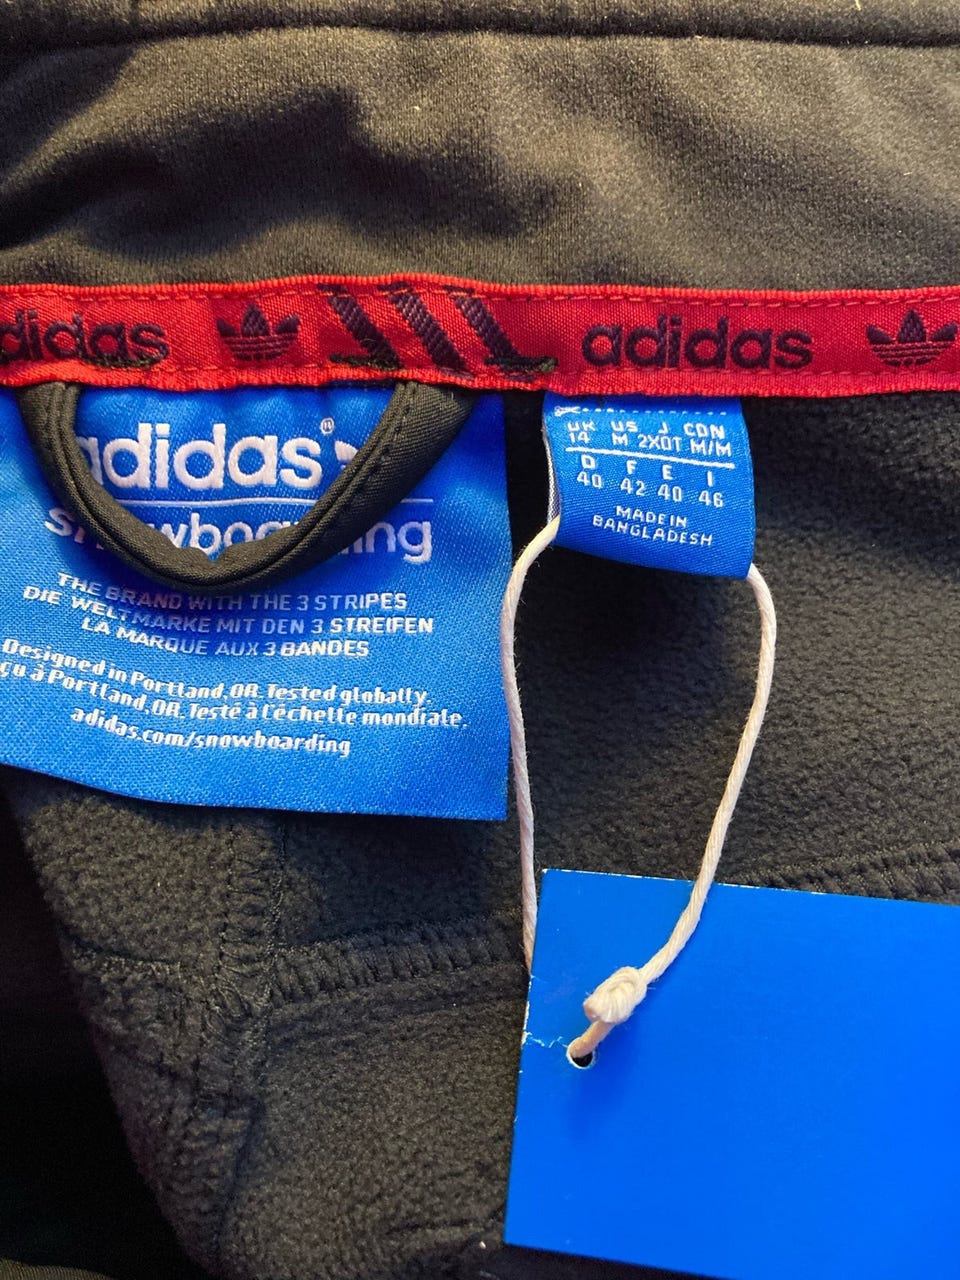 adidas adidas
adidas
snowboarding
THE BRAND WITH THE 3 STRIPES
DIE WELTMARKE MIT DEN 3 STREIFEN
LA MARQUE AUX 3 BANDES
Designed in Portland, OR. Tested globally.
à Portland, OR. Testé à l'échelle mondiale.
adidas.com/snowboarding
UK US J CDN
14 M 2XOT M/M
D F E I
40 42 40 46
MADE IN
BANGLADESH